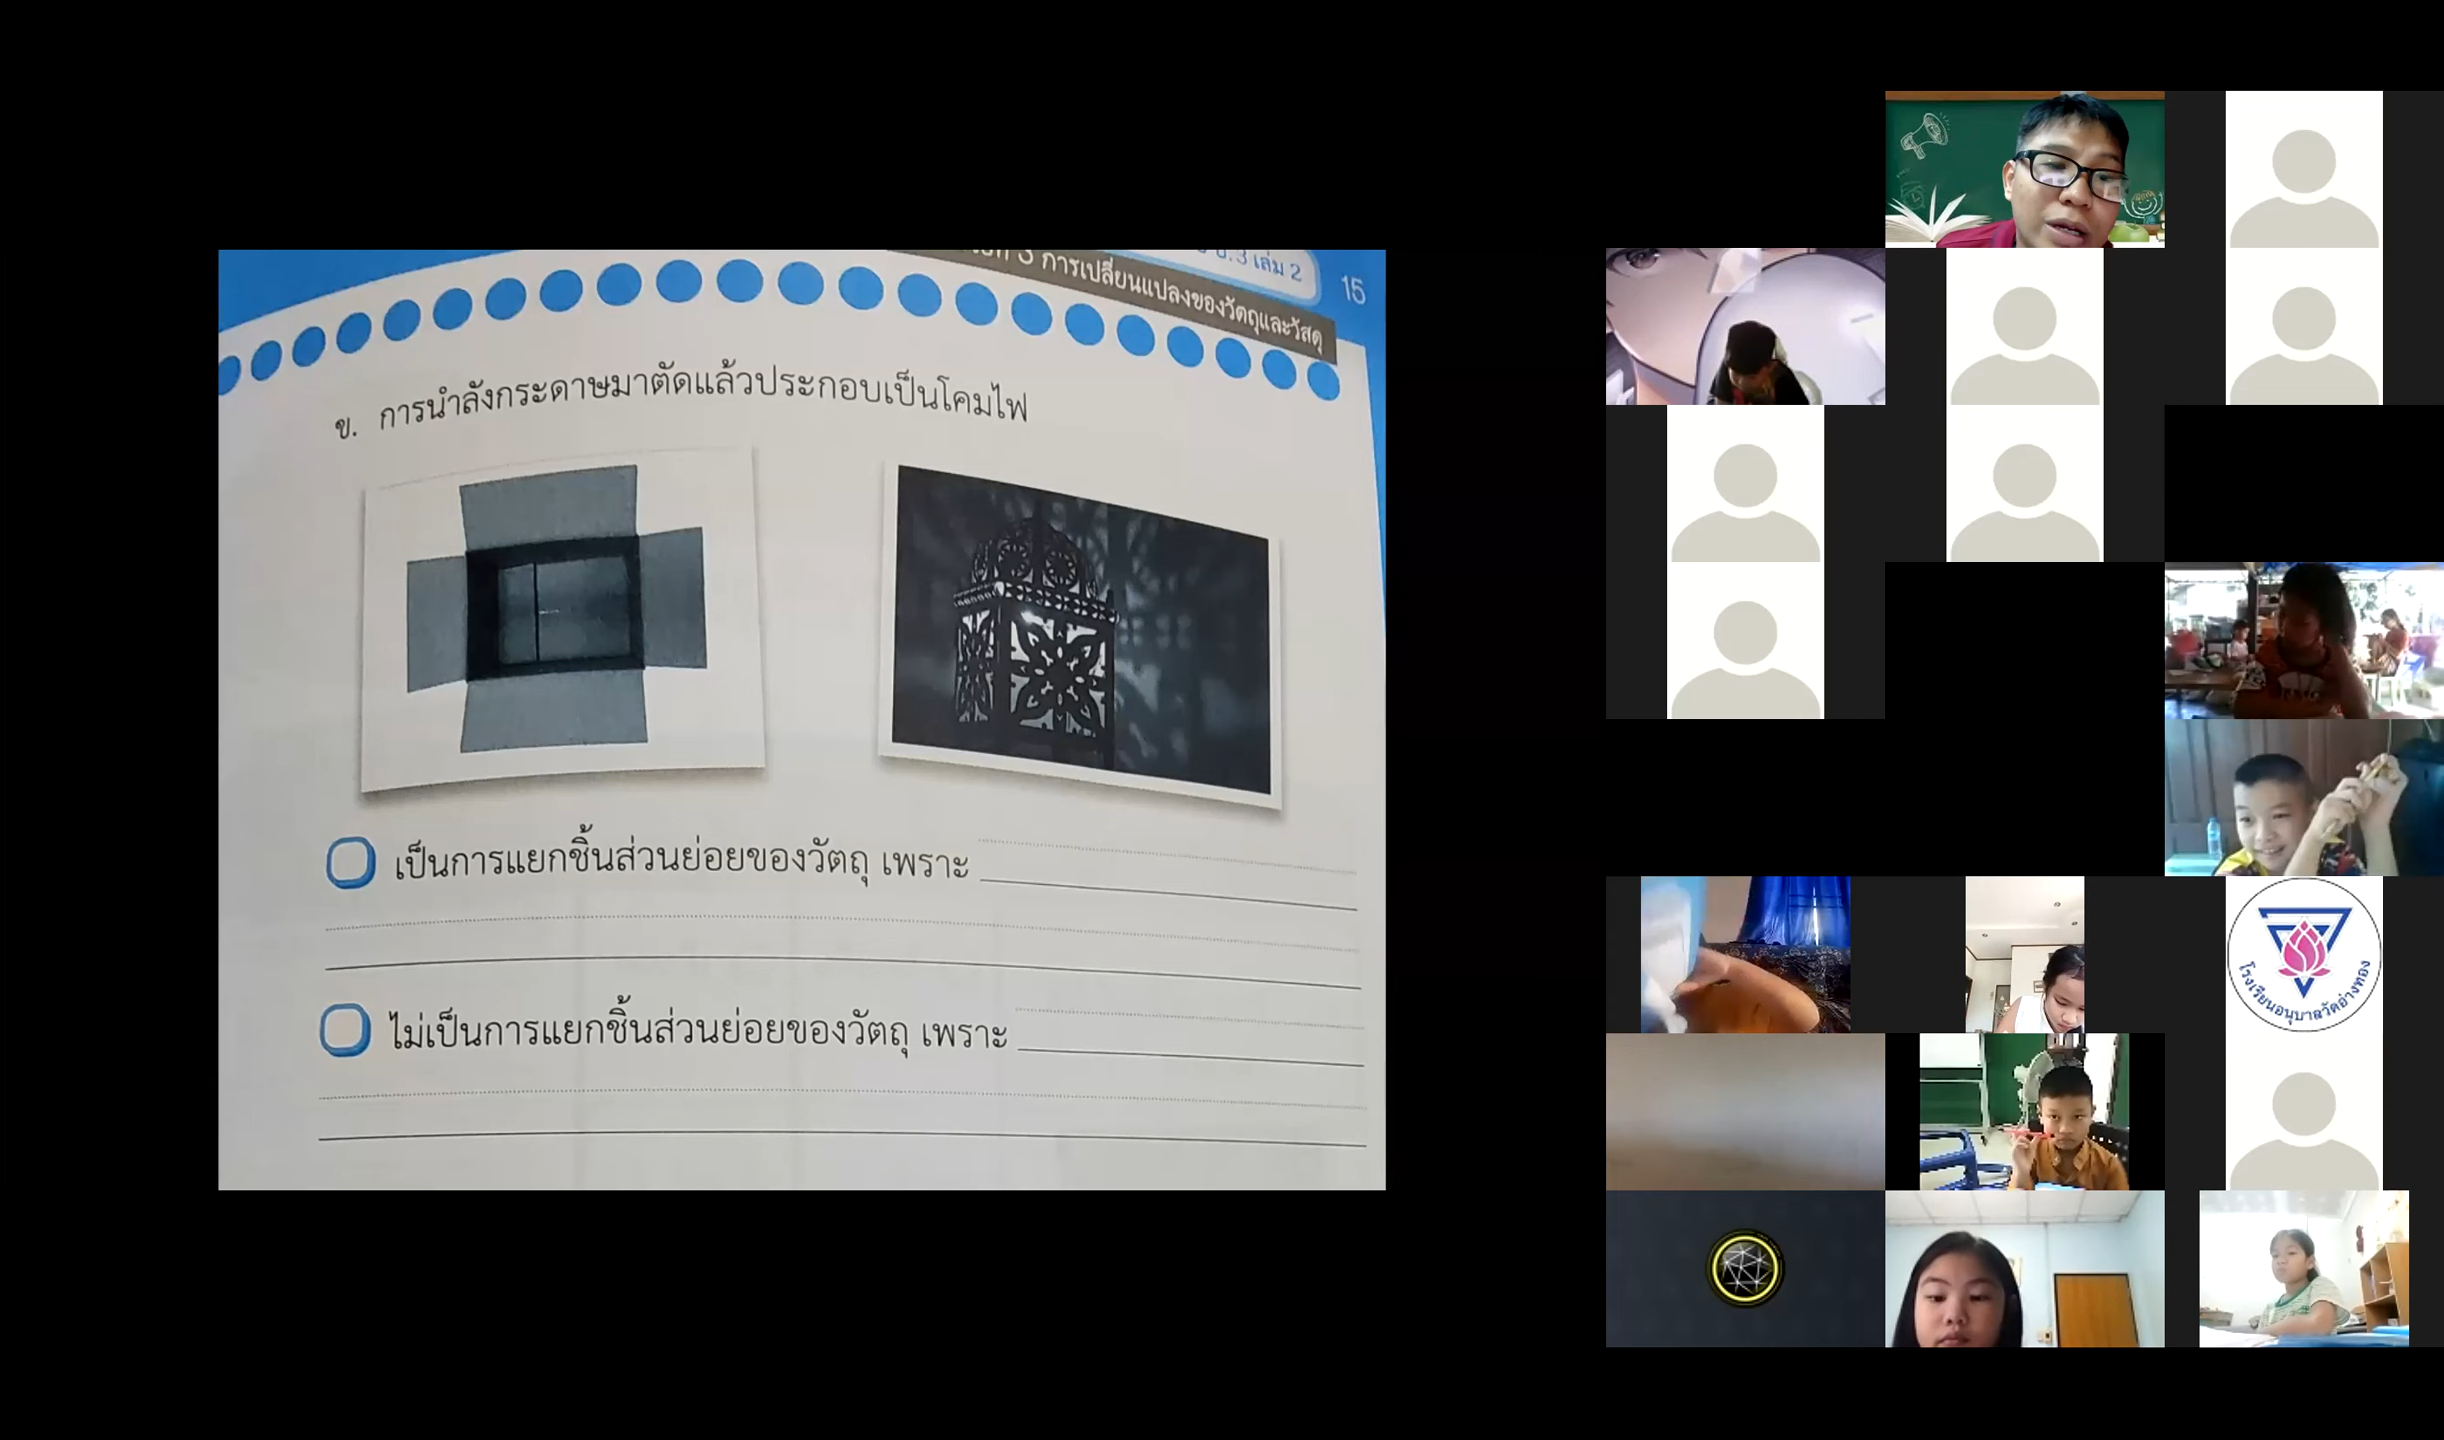 ป.3 เล่ม 2
15
3 การเปลี่ยนแปลงของวัตถุและวัสดุ
ข. การนำลังกระดาษมาตัดแล้วประกอบเป็นโคมไฟ
เป็นการแยกชิ้นส่วนย่อยของวัตถุ เพราะ
ไม่เป็นการแยกชิ้นส่วนย่อยของวัตถุ เพราะ
โรงเรียนอนุบาลวัดอ่างทอง